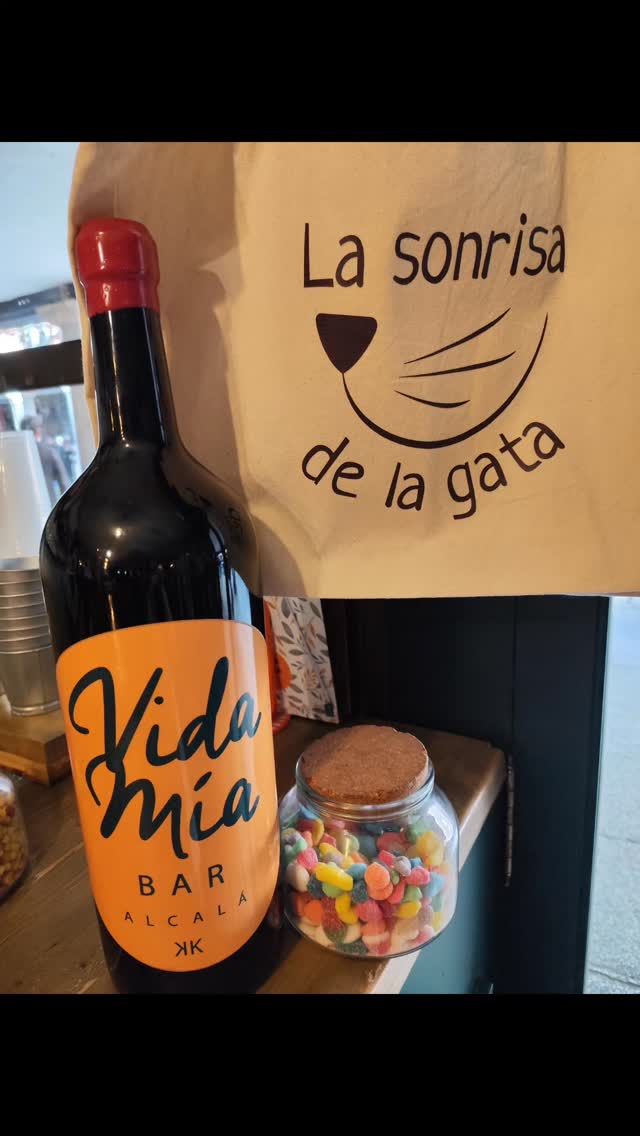 La sonrisa
de la gata
Vida
Mía
BAR
ALCALÁ
KK